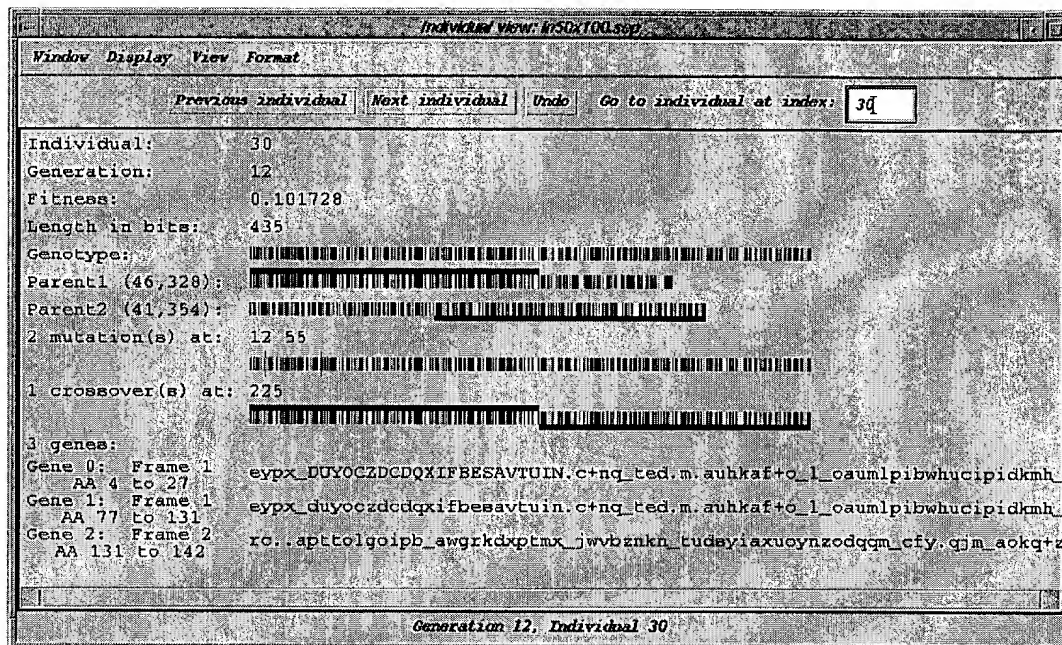 Individual view: in50x100.ssp
Window Display View Format
Previous individual Next individual Undo Go to individual at index: 30
Individual: 30
Generation: 12
Fitness: 0.101728
Length in bits: 435
Genotype:
Parent1 (46,328):
Parent2 (41,354):
2 mutation(s) at: 12 55
1 crossover(s) at: 225
3 genes:
Gene 0: Frame 1
AA 4 to 27
eypx_DUYOCZDCDQXIFBESAVTUIN.c+nq_ted.m.auhkaf+o_l_oaumlpibwhucipidkmh_
Gene 1: Frame 1
AA 77 to 131
eypx_duyoczdcdqxifbesavtuin.c+nq_ted.m.auhkaf+o_l_oaumlpibwhucipidkmh_
Gene 2: Frame 2
AA 131 to 142
ro..apttolgoipb_awgrkdxptmx_jwvbznkn_tudsyiaxuoynzodqqm_cfy.qjm_aokq+z
Generation 12, Individual 30